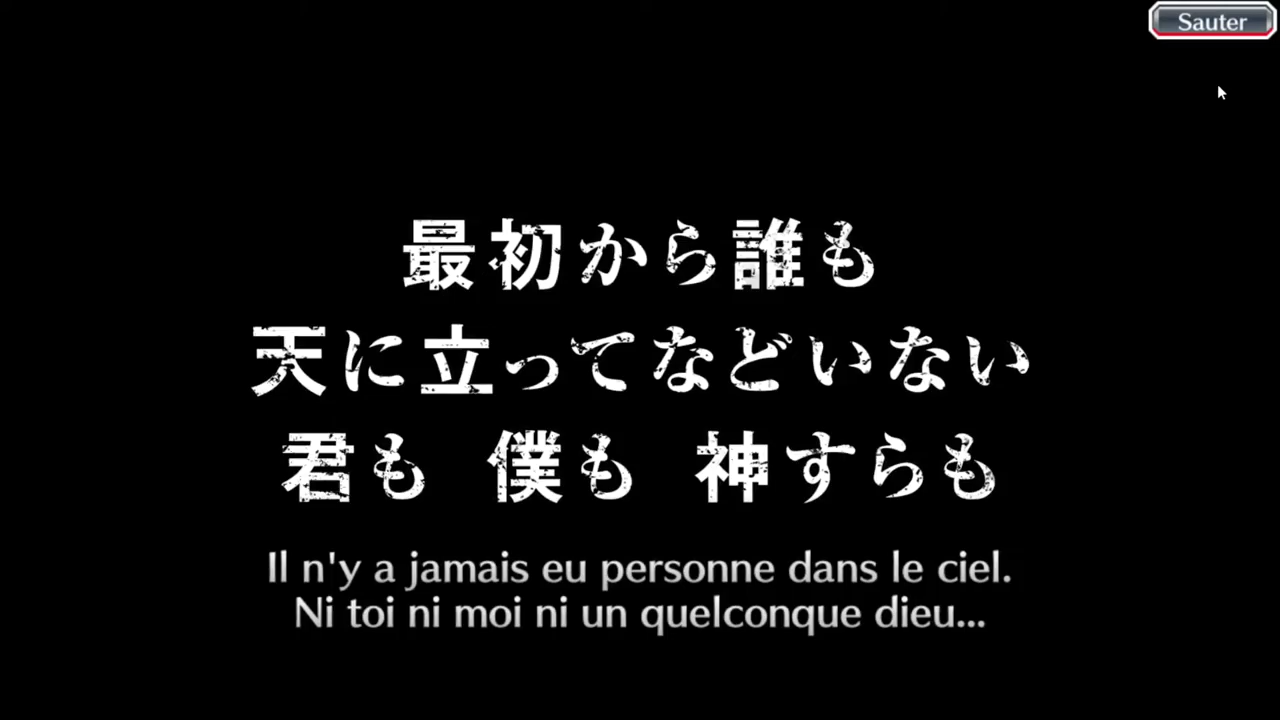 Sauter
最初から誰も
天に立ってなどいない
君も 僕も 神すらも
Il n'y a jamais eu personne dans le ciel.
Ni toi ni moi ni un quelconque dieu...